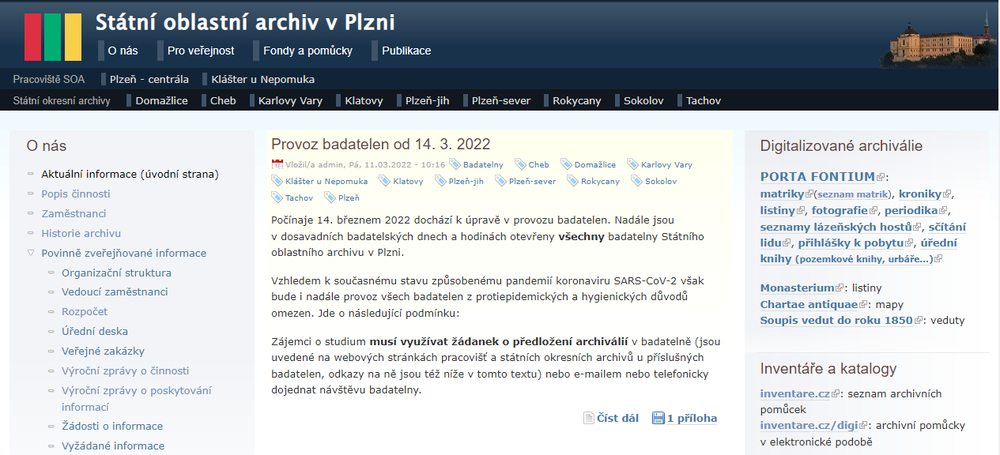 Státní oblastní archiv v Plzni
O nás Pro veřejnost Fondy a pomůcky Publikace
Pracoviště SOA Plzeň - centrála Klášter u Nepomuka
Státní okresní archivy Domažlice Cheb Karlovy Vary Klatovy Plzeň-jih Plzeň-sever Rokycany Sokolov Tachov
O nás
Aktuální informace (úvodní strana)
Popis činnosti
Zaměstnanci
Historie archivu
Povinně zveřejňované informace
Organizační struktura
Vedoucí zaměstnanci
Rozpočet
Úřední deska
Veřejné zakázky
Výroční zprávy o činnosti
Výroční zprávy o poskytování
informací
Žádosti o informace
Vyžádané informace
Provoz badatelen od 14. 3. 2022
Vložil/a admin, Pá, 11.03.2022 - 10:16 Badatelny Cheb Domažlice Karlovy Vary
Klášter u Nepomuka Klatovy Plzeň-jih Plzeň-sever Rokycany Sokolov
Tachov Plzeň
Počínaje 14. březnem 2022 dochází k úpravě v provozu badatelen. Nadále jsou
v dosavadních badatelských dnech a hodinách otevřeny všechny badatelny Státního
oblastního archivu v Plzni.
Vzhledem k současnému stavu způsobenému pandemií koronaviru SARS-CoV-2 však
bude i nadále provoz všech badatelen z protiepidemických a hygienických důvodů
omezen. Jde o následující podmínku:
Zájemci o studium musí využívat žádanek o předložení archiválií v badatelně (jsou
uvedené na webových stránkách pracovišť a státních okresních archivů u příslušných
badatelen, odkazy na ně jsou též níže v tomto textu) nebo e-mailem nebo telefonicky
dojednat návštěvu badatelny.
Číst dál 1 příloha
Digitalizované archiválie
PORTA FONTIUM:
matriky(seznam matrik), kroniky,
listiny, fotografie, periodika,
seznamy lázeňských hostů, sčítání
lidu, přihlášky k pobytu, úřední
knihy (pozemkové knihy, urbáře...)
Monasterium: listiny
Chartae antiquae: mapy
Soupis vedut do roku 1850: veduty
Inventáře a katalogy
inventare.cz: seznam archivních
pomůcek
inventare.cz/digi: archivní pomůcky
v elektronické podobě